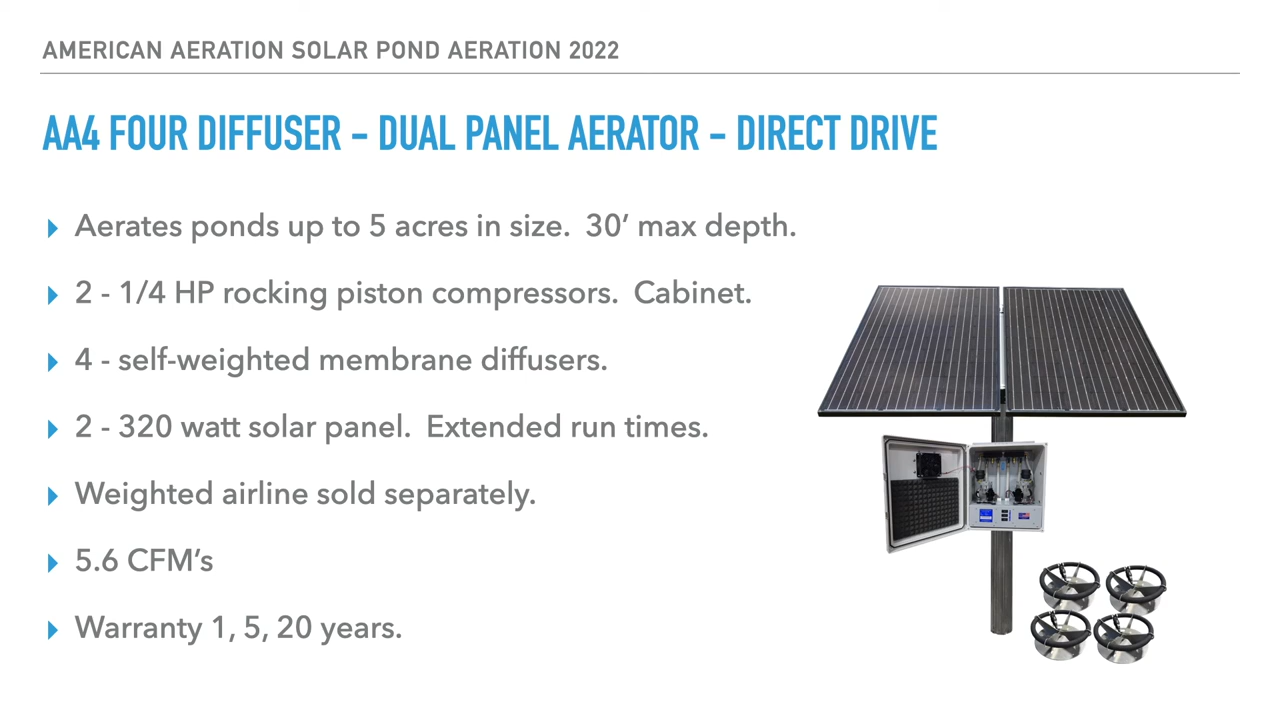 AMERICAN AERATION SOLAR POND AERATION 2022
AA4 FOUR DIFFUSER - DUAL PANEL AERATOR - DIRECT DRIVE
Aerates ponds up to 5 acres in size.  30’ max depth.
2 - 1/4 HP rocking piston compressors.  Cabinet.
4 - self-weighted membrane diffusers.
2 - 320 watt solar panel.  Extended run times.
Weighted airline sold separately.
5.6 CFM’s
Warranty 1, 5, 20 years.